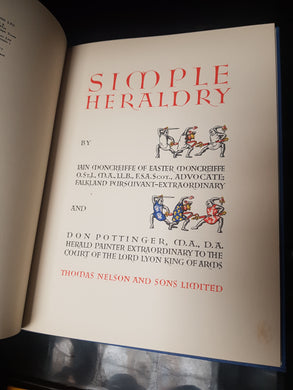 SIMPLE
HERALDRY
BY
IAIN MONCREIFFE OF EASTER MONCREIFFE
O.St.J., M.A., LL.B., F.S.A.Scot., ADVOCATE
FALKLAND PURSUIVANT-EXTRAORDINARY
AND
DON POTTINGER, M.A., D.A.
HERALD PAINTER EXTRAORDINARY TO THE
COURT OF THE LORD LYON KING OF ARMS
THOMAS NELSON AND SONS LIMITED